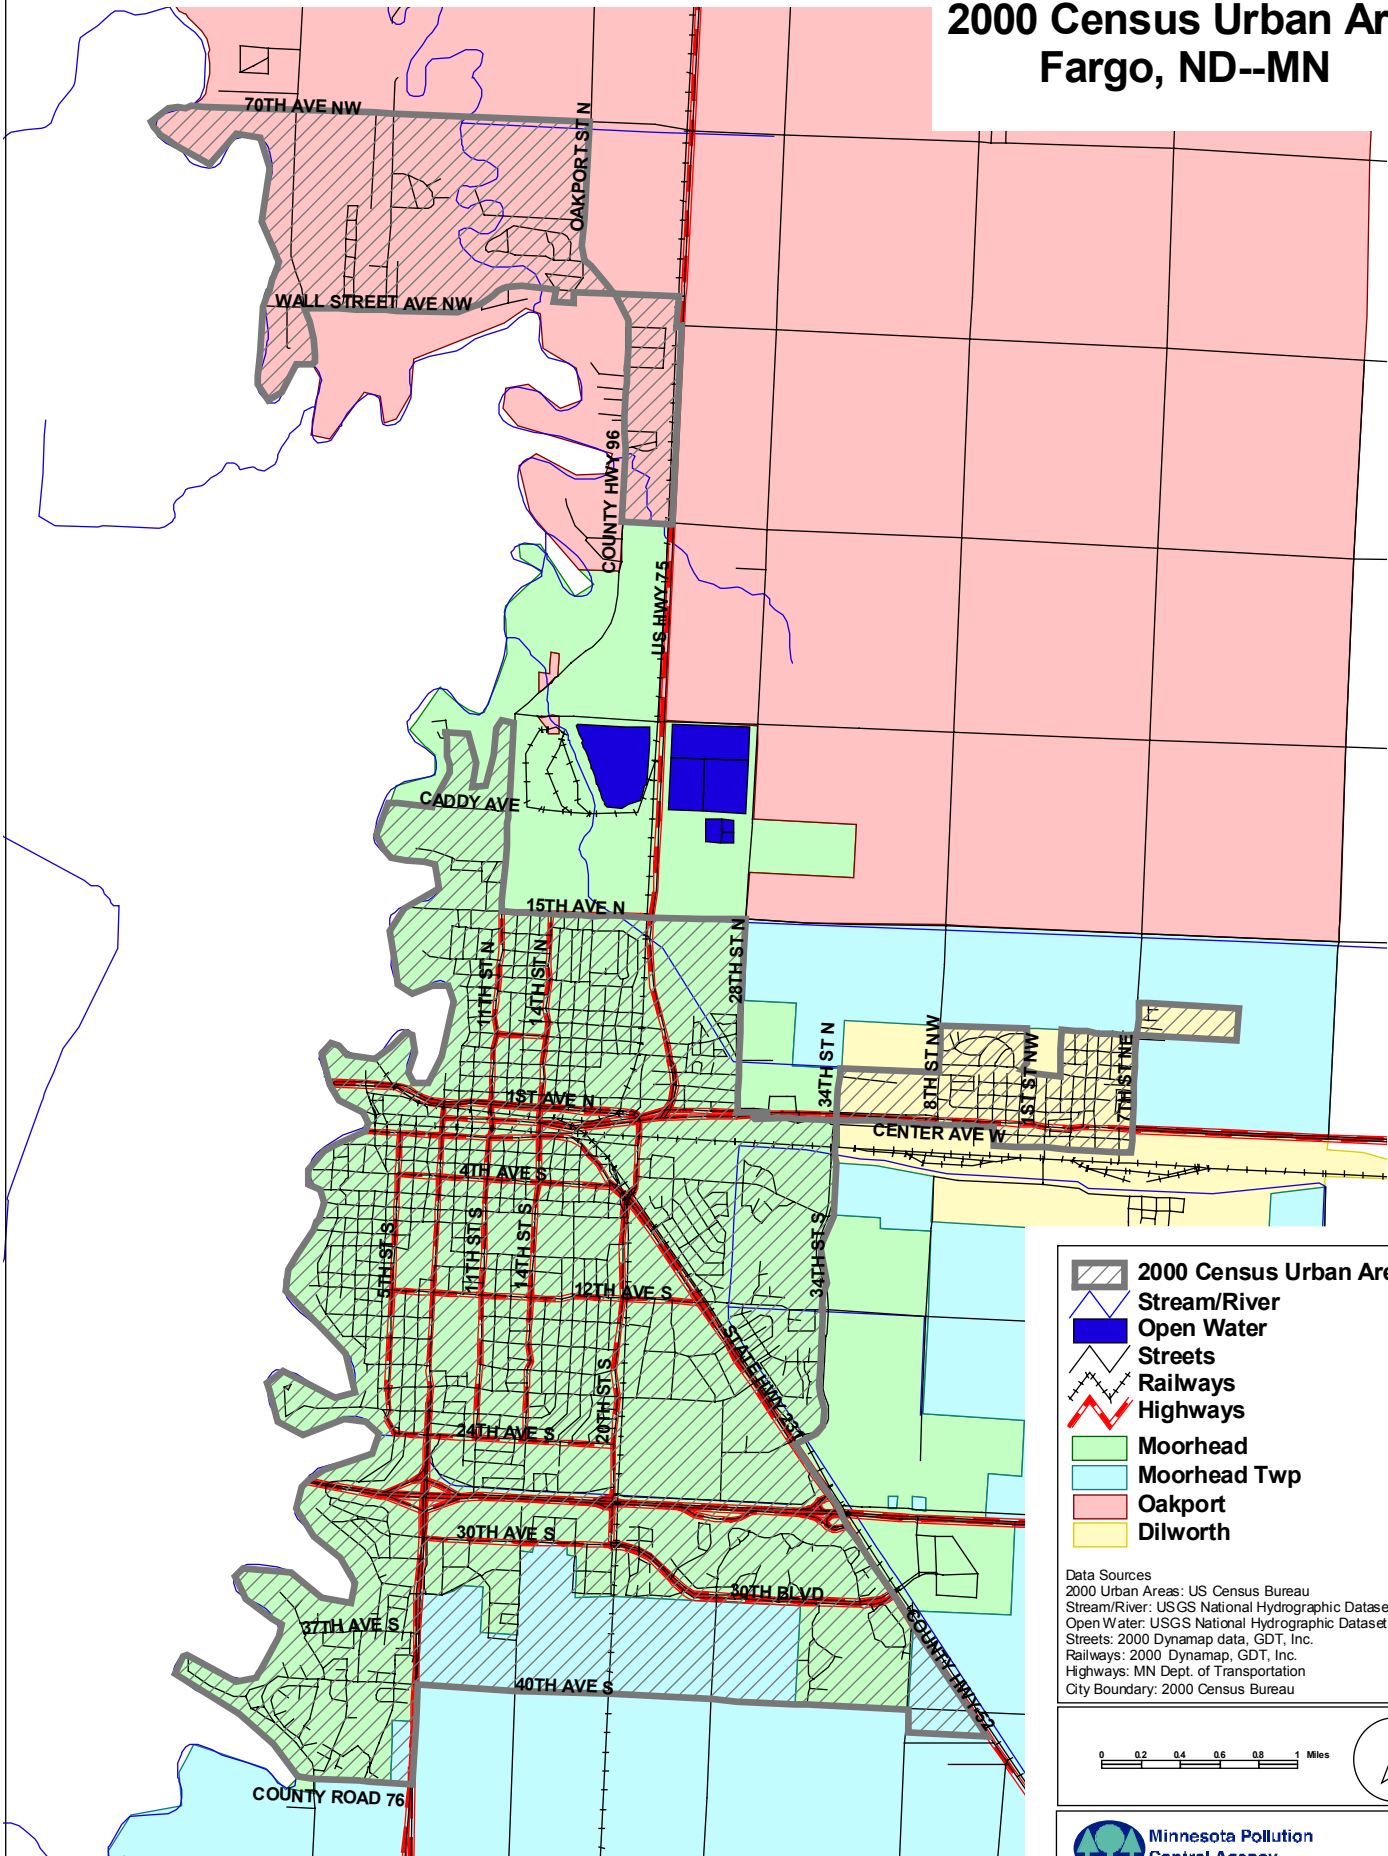 2000 Census Urban Ar
Fargo, ND--MN
70TH AVE NW
OAKPORT ST N
WALL STREET AVE NW
COUNTY HWY 96
US HWY 75
CADDY AVE
15TH AVE N
11TH ST N
14TH ST N
28TH ST N
34TH ST N
8TH ST NW
1ST ST NW
7TH ST NE
1ST AVE N
CENTER AVE W
4TH AVE S
5TH ST S
11TH ST S
14TH ST S
34TH ST S
12TH AVE S
STATE HWY 231
20TH ST S
24TH AVE S
30TH AVE S
30TH BLVD
37TH AVE S
COUNTY HWY 52
40TH AVE S
COUNTY ROAD 76
2000 Census Urban Are
Stream/River
Open Water
Streets
Railways
Highways
Moorhead
Moorhead Twp
Oakport
Dilworth
Data Sources
2000 Urban Areas: US Census Bureau
Stream/River: USGS National Hydrographic Datase
Open Water: USGS National Hydrographic Dataset
Streets: 2000 Dynamap data, GDT, Inc.
Railways: 2000 Dynamap, GDT, Inc.
Highways: MN Dept. of Transportation
City Boundary: 2000 Census Bureau
0 0.2 0.4 0.6 0.8 1 Miles
Minnesota Pollution
Control Agency